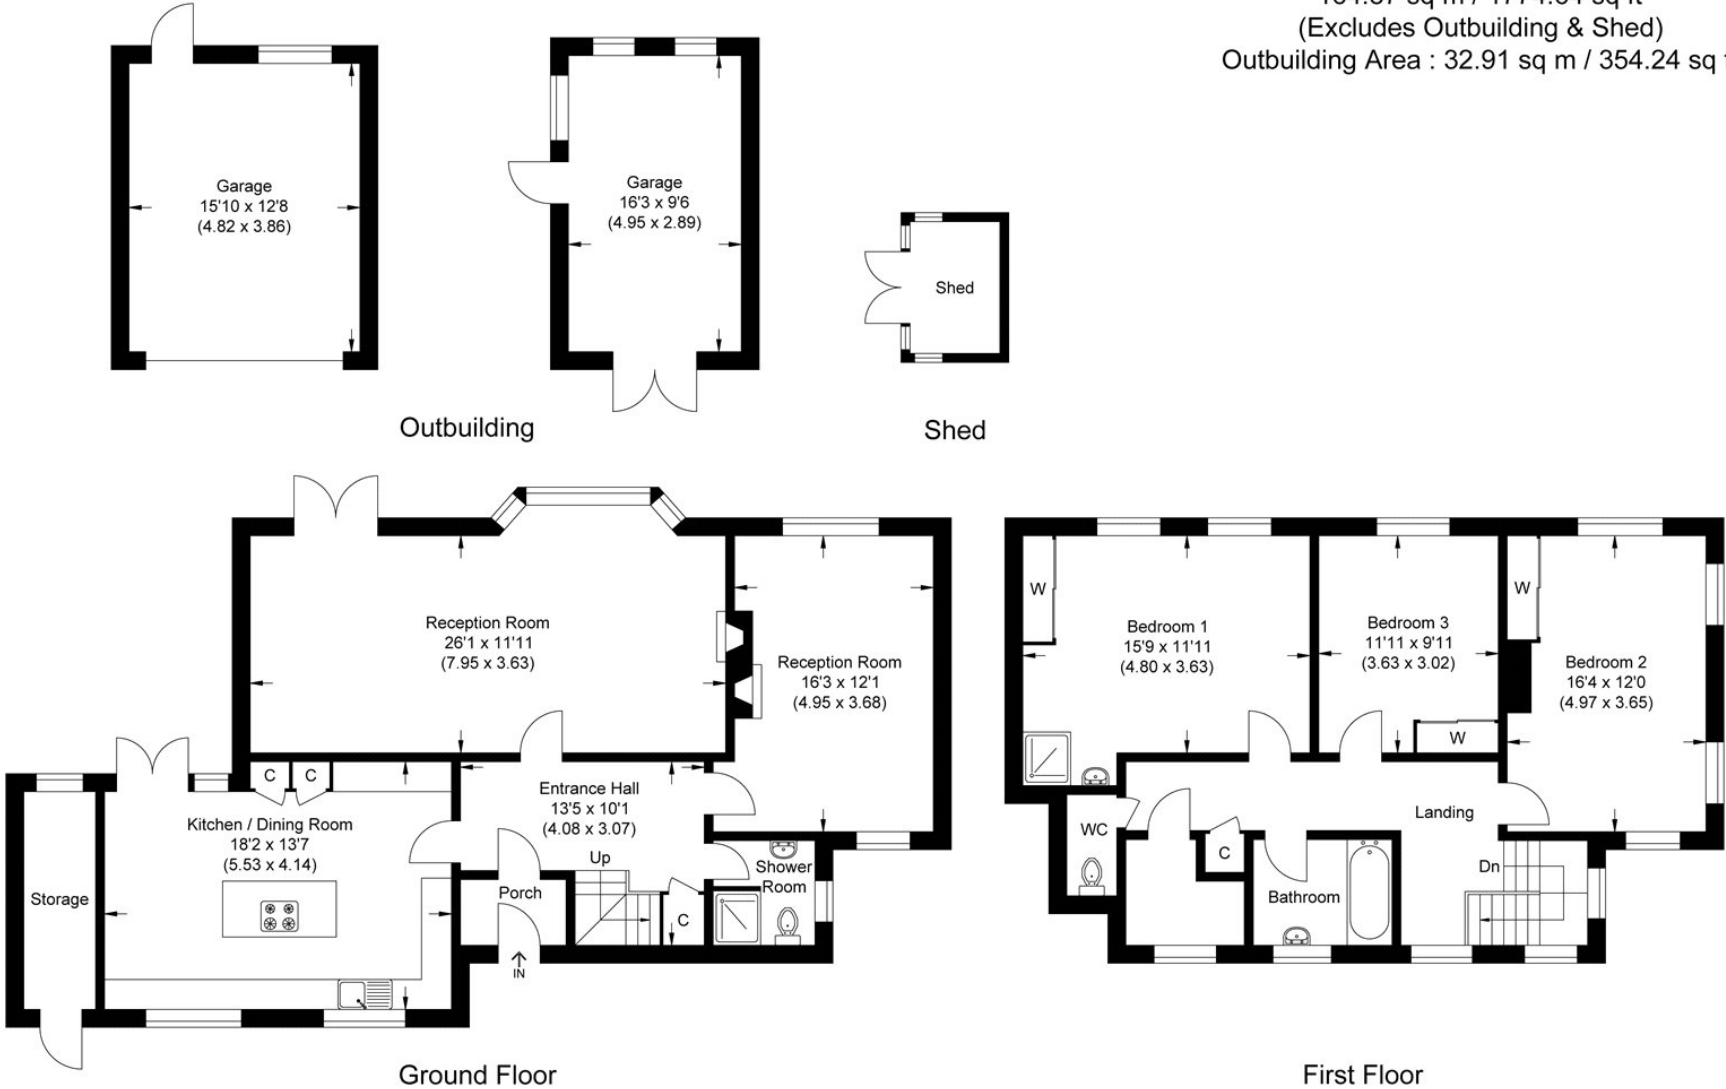 (Excludes Outbuilding & Shed)
Outbuilding Area : 32.91 sq m / 354.24 sq
Garage
15'10 x 12'8
(4.82 x 3.86)
Garage
16'3 x 9'6
(4.95 x 2.89)
Shed
Outbuilding
Shed
Reception Room
26'1 x 11'11
(7.95 x 3.63)
Reception Room
16'3 x 12'1
(4.95 x 3.68)
C
C
Kitchen / Dining Room
18'2 x 13'7
(5.53 x 4.14)
Entrance Hall
13'5 x 10'1
(4.08 x 3.07)
Up
Storage
Porch
C
Shower
Room
IN
Ground Floor
W
Bedroom 1
15'9 x 11'11
(4.80 x 3.63)
Bedroom 3
11'11 x 9'11
(3.63 x 3.02)
W
W
Bedroom 2
16'4 x 12'0
(4.97 x 3.65)
WC
C
Landing
Dn
Bathroom
First Floor